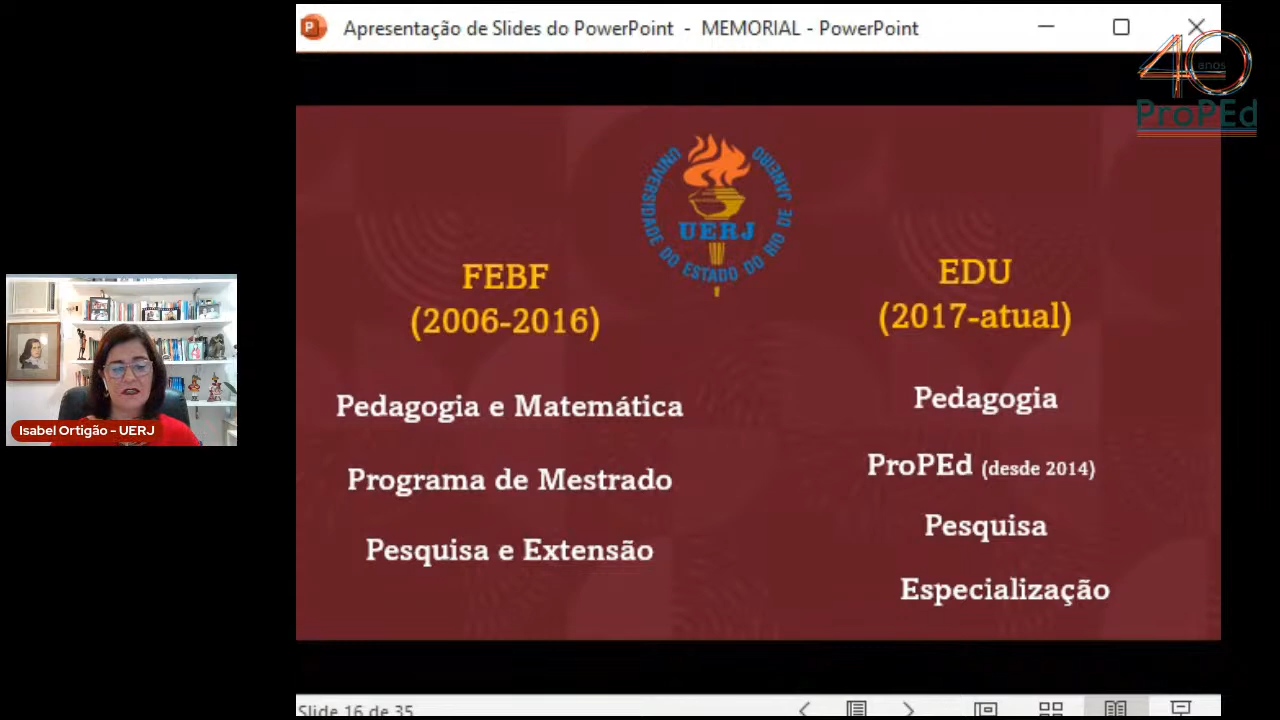 Apresentação de Slides do PowerPoint - MEMORIAL - PowerPoint
40 anos
ProPEd
UNIVERSIDADE DO ESTADO DO RIO DE JANEIRO
UERJ
FEBF
(2006-2016)
Pedagogia e Matemática
Programa de Mestrado
Pesquisa e Extensão
EDU
(2017-atual)
Pedagogia
ProPEd (desde 2014)
Pesquisa
Especialização
Isabel Ortigão - UERJ
Slide 16 de 35